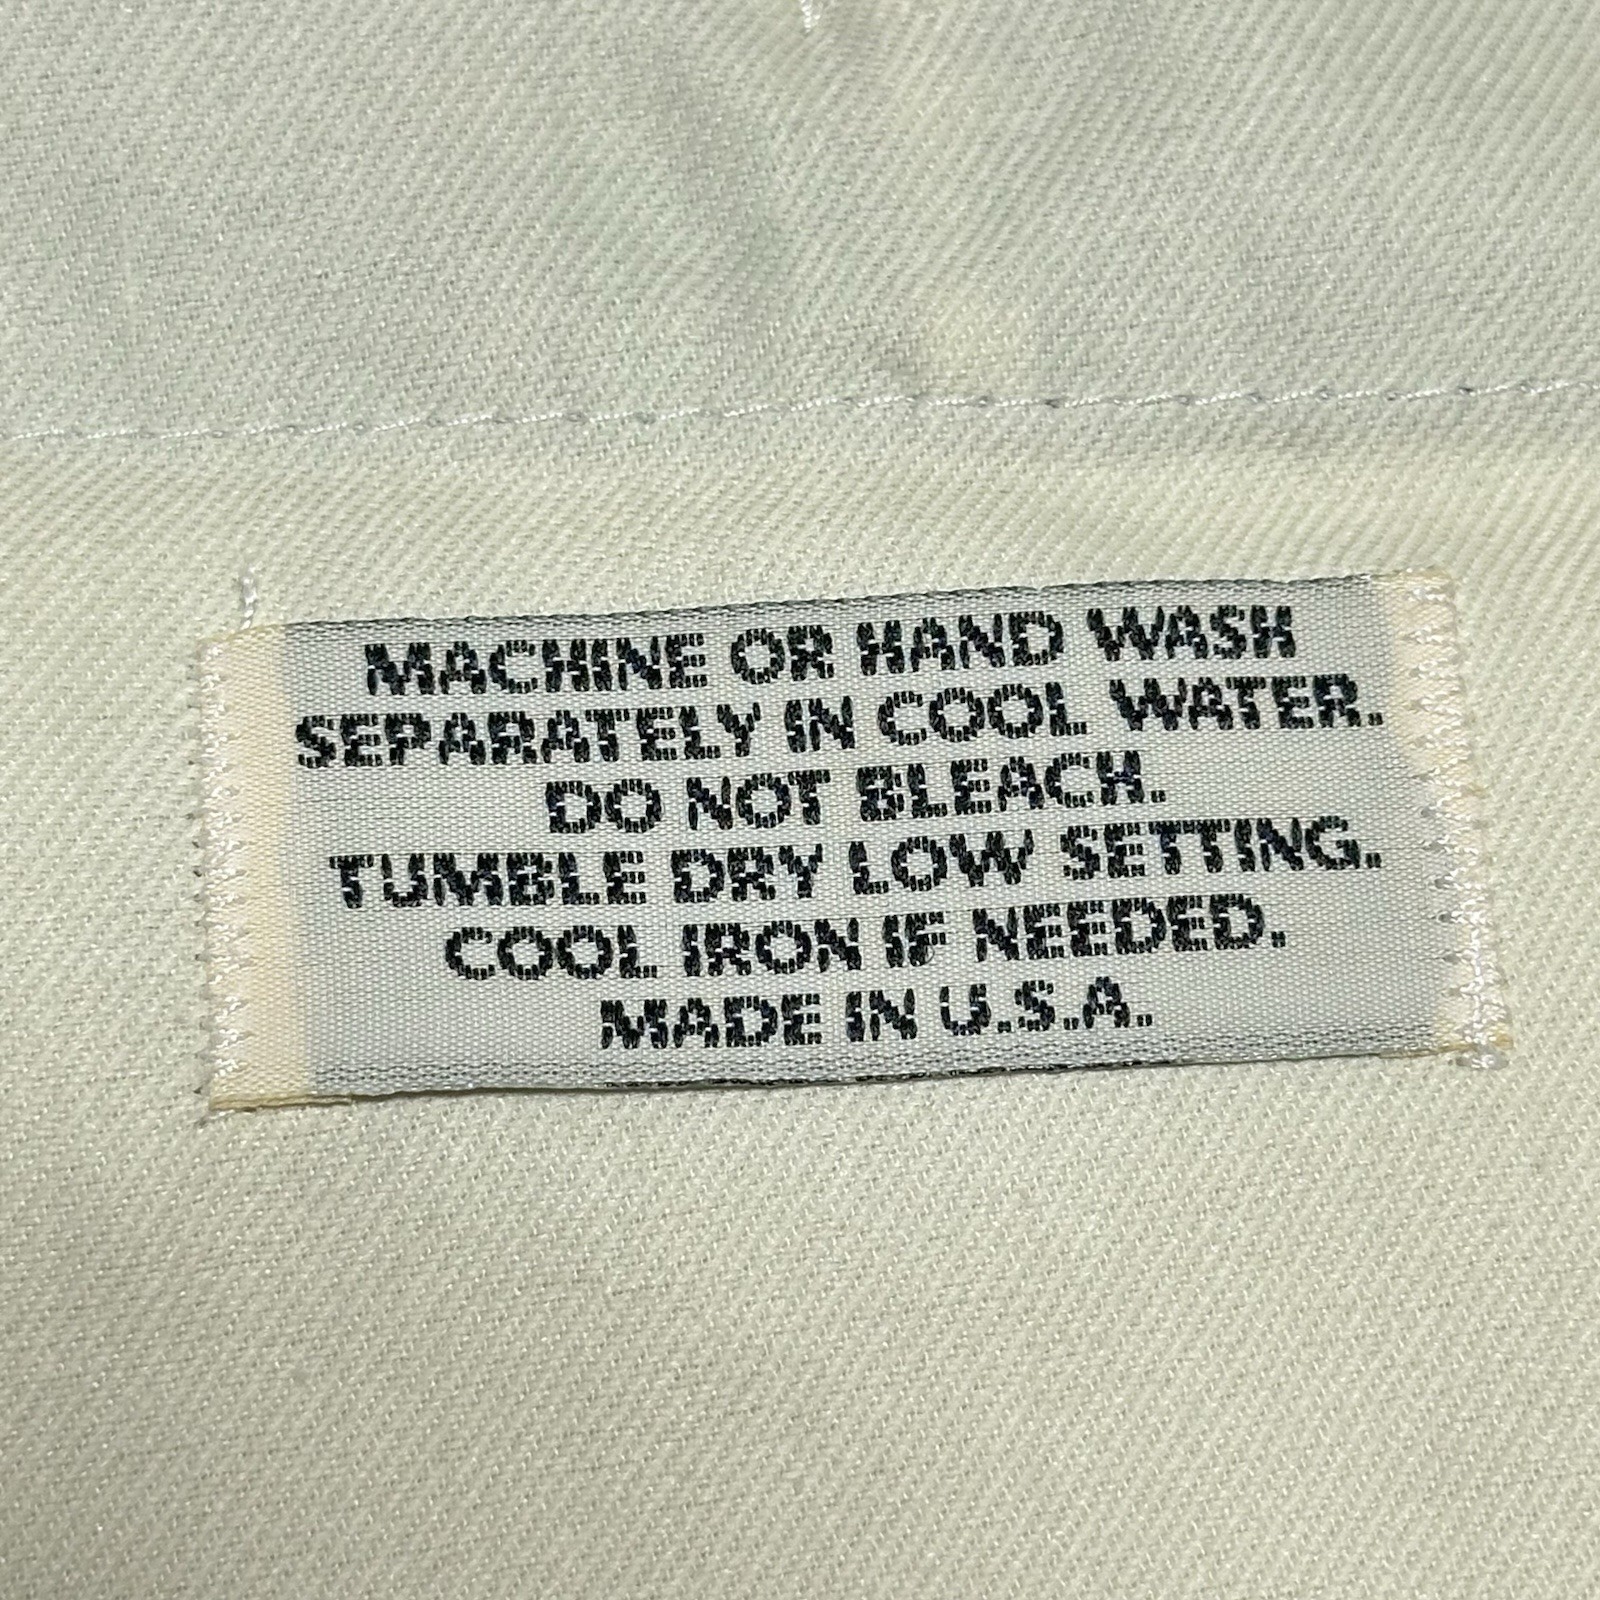 MACHINE OR HAND WASH
SEPARATELY IN COOL WATER.
DO NOT BLEACH.
TUMBLE DRY LOW SETTING.
COOL IRON IF NEEDED.
MADE IN U.S.A.